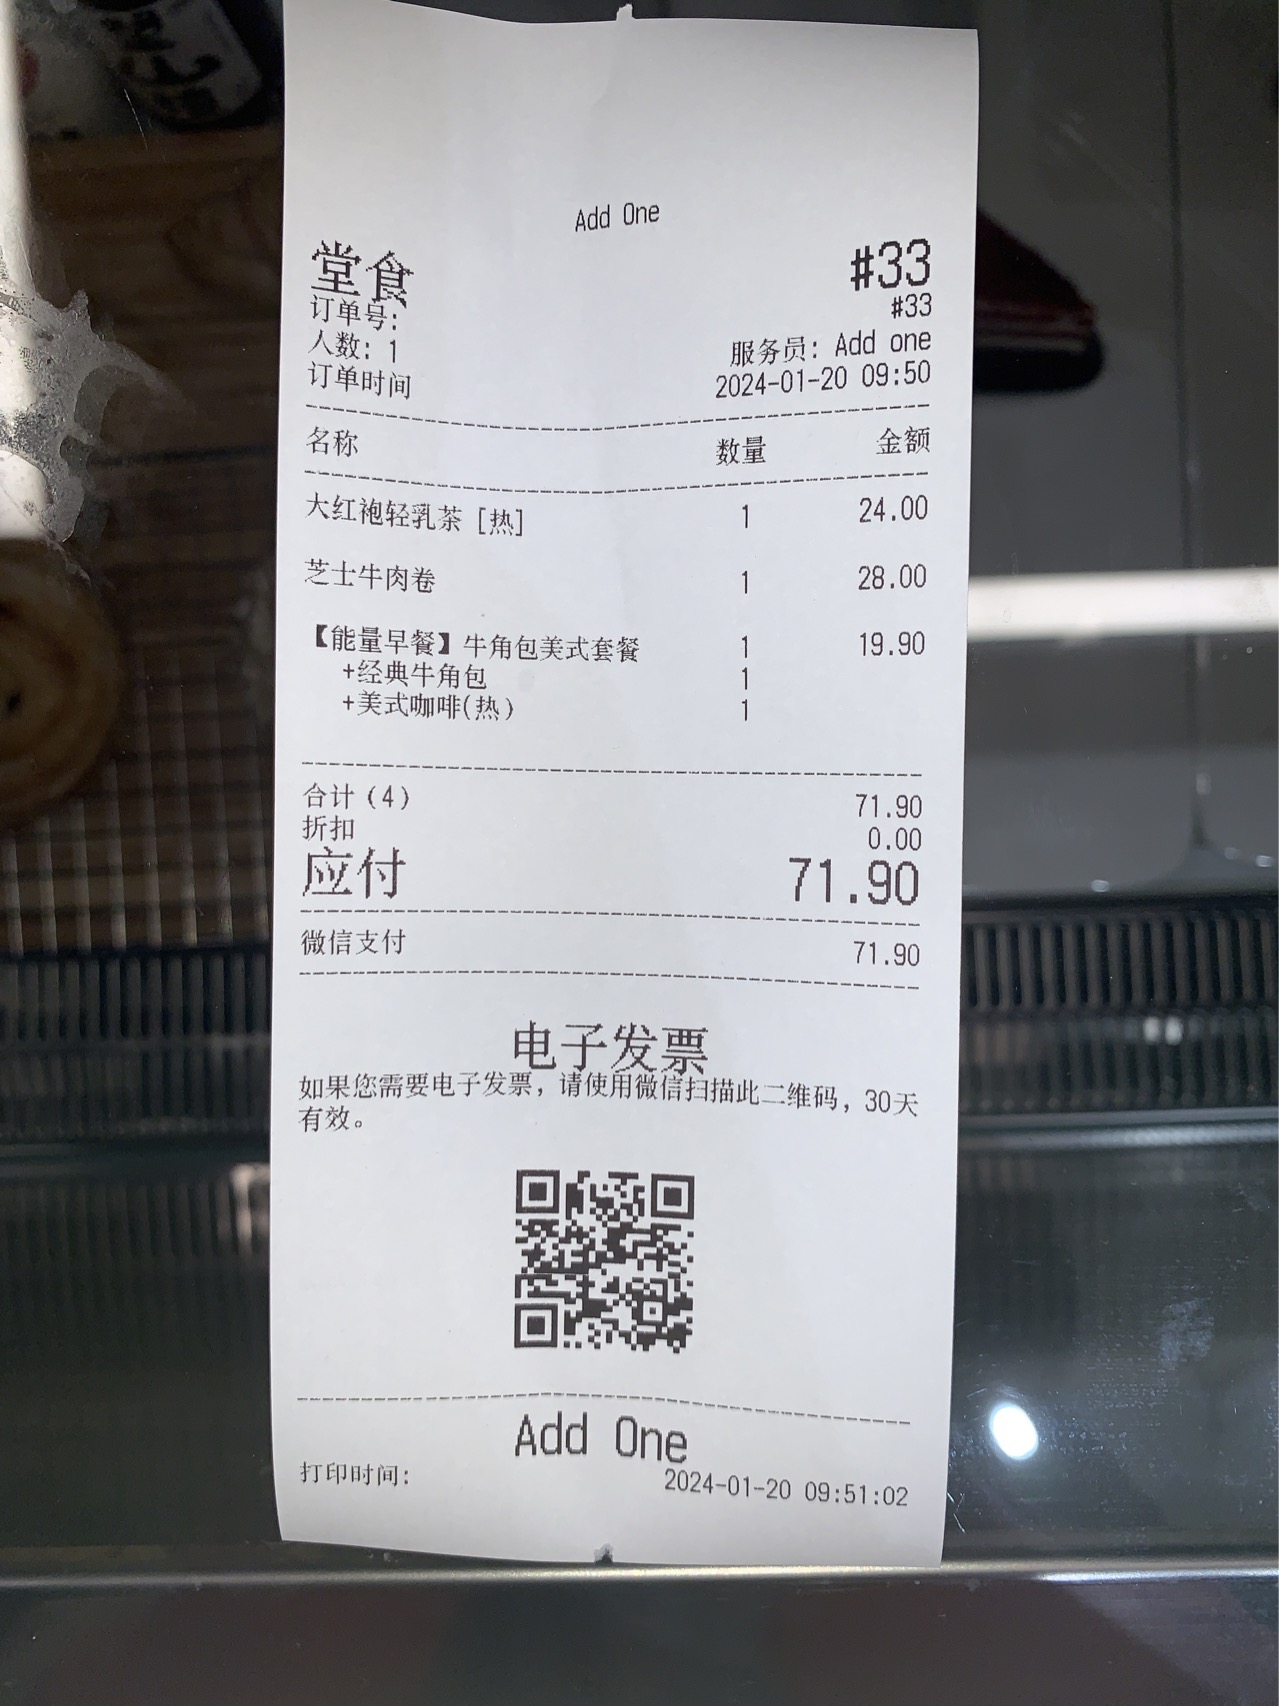 Add One
堂食 #33
订单号: #33
人数: 1 服务员: Add one
订单时间 2024-01-20 09:50
名称 数量 金额
大红袍轻乳茶 [热] 1 24.00
芝士牛肉卷 1 28.00
【能量早餐】牛角包美式套餐 1 19.90
+经典牛角包 1
+美式咖啡(热) 1
合计(4) 71.90
折扣 0.00
应付 71.90
微信支付 71.90
电子发票
如果您需要电子发票, 请使用微信扫描此二维码, 30天
有效。
Add One
打印时间: 2024-01-20 09:51:02